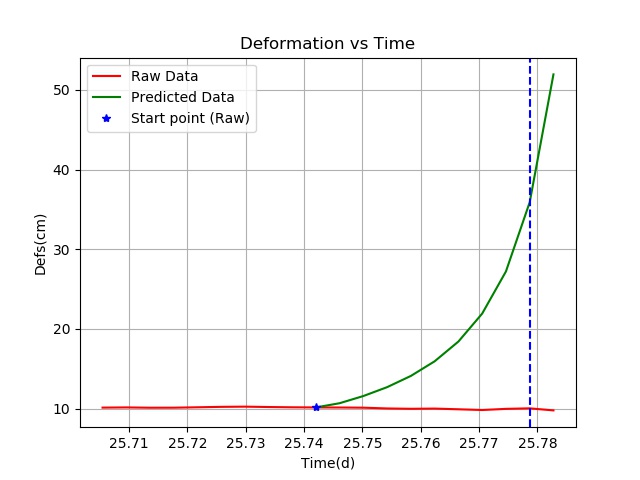 Deformation vs Time
Raw Data
Predicted Data
Start point (Raw)
50
40
30
20
10
Defs(cm)
25.71 25.72 25.73 25.74 25.75 25.76 25.77 25.78
Time(d)